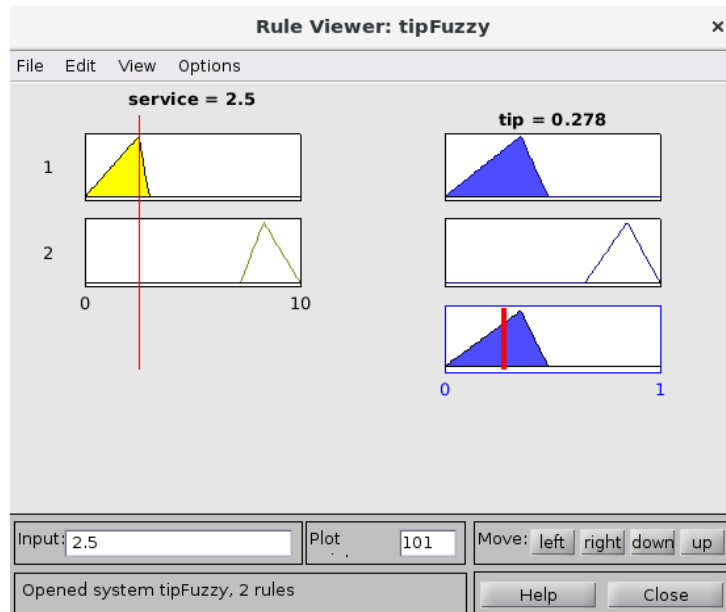 Rule Viewer: tipFuzzy ×
File Edit View Options
service = 2.5
tip = 0.278
1
2
0 10
0 1
Input: 2.5 Plot 101 Move: left right down up
Opened system tipFuzzy, 2 rules Help Close